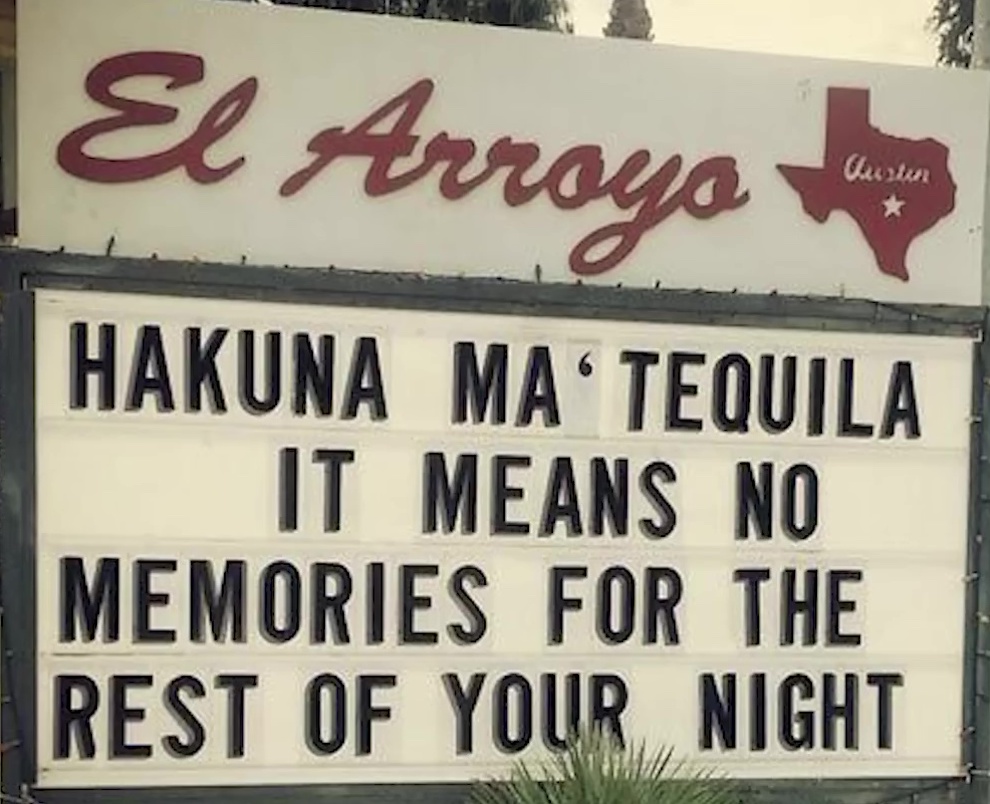 El Arroyo
Austin
HAKUNA MA‘TEQUILA
IT MEANS NO
MEMORIES FOR THE
REST OF YOUR NIGHT